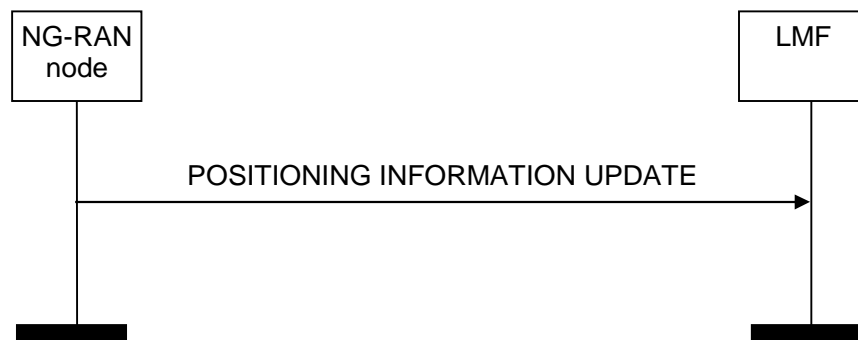 NG-RAN
node
LMF
POSITIONING INFORMATION UPDATE